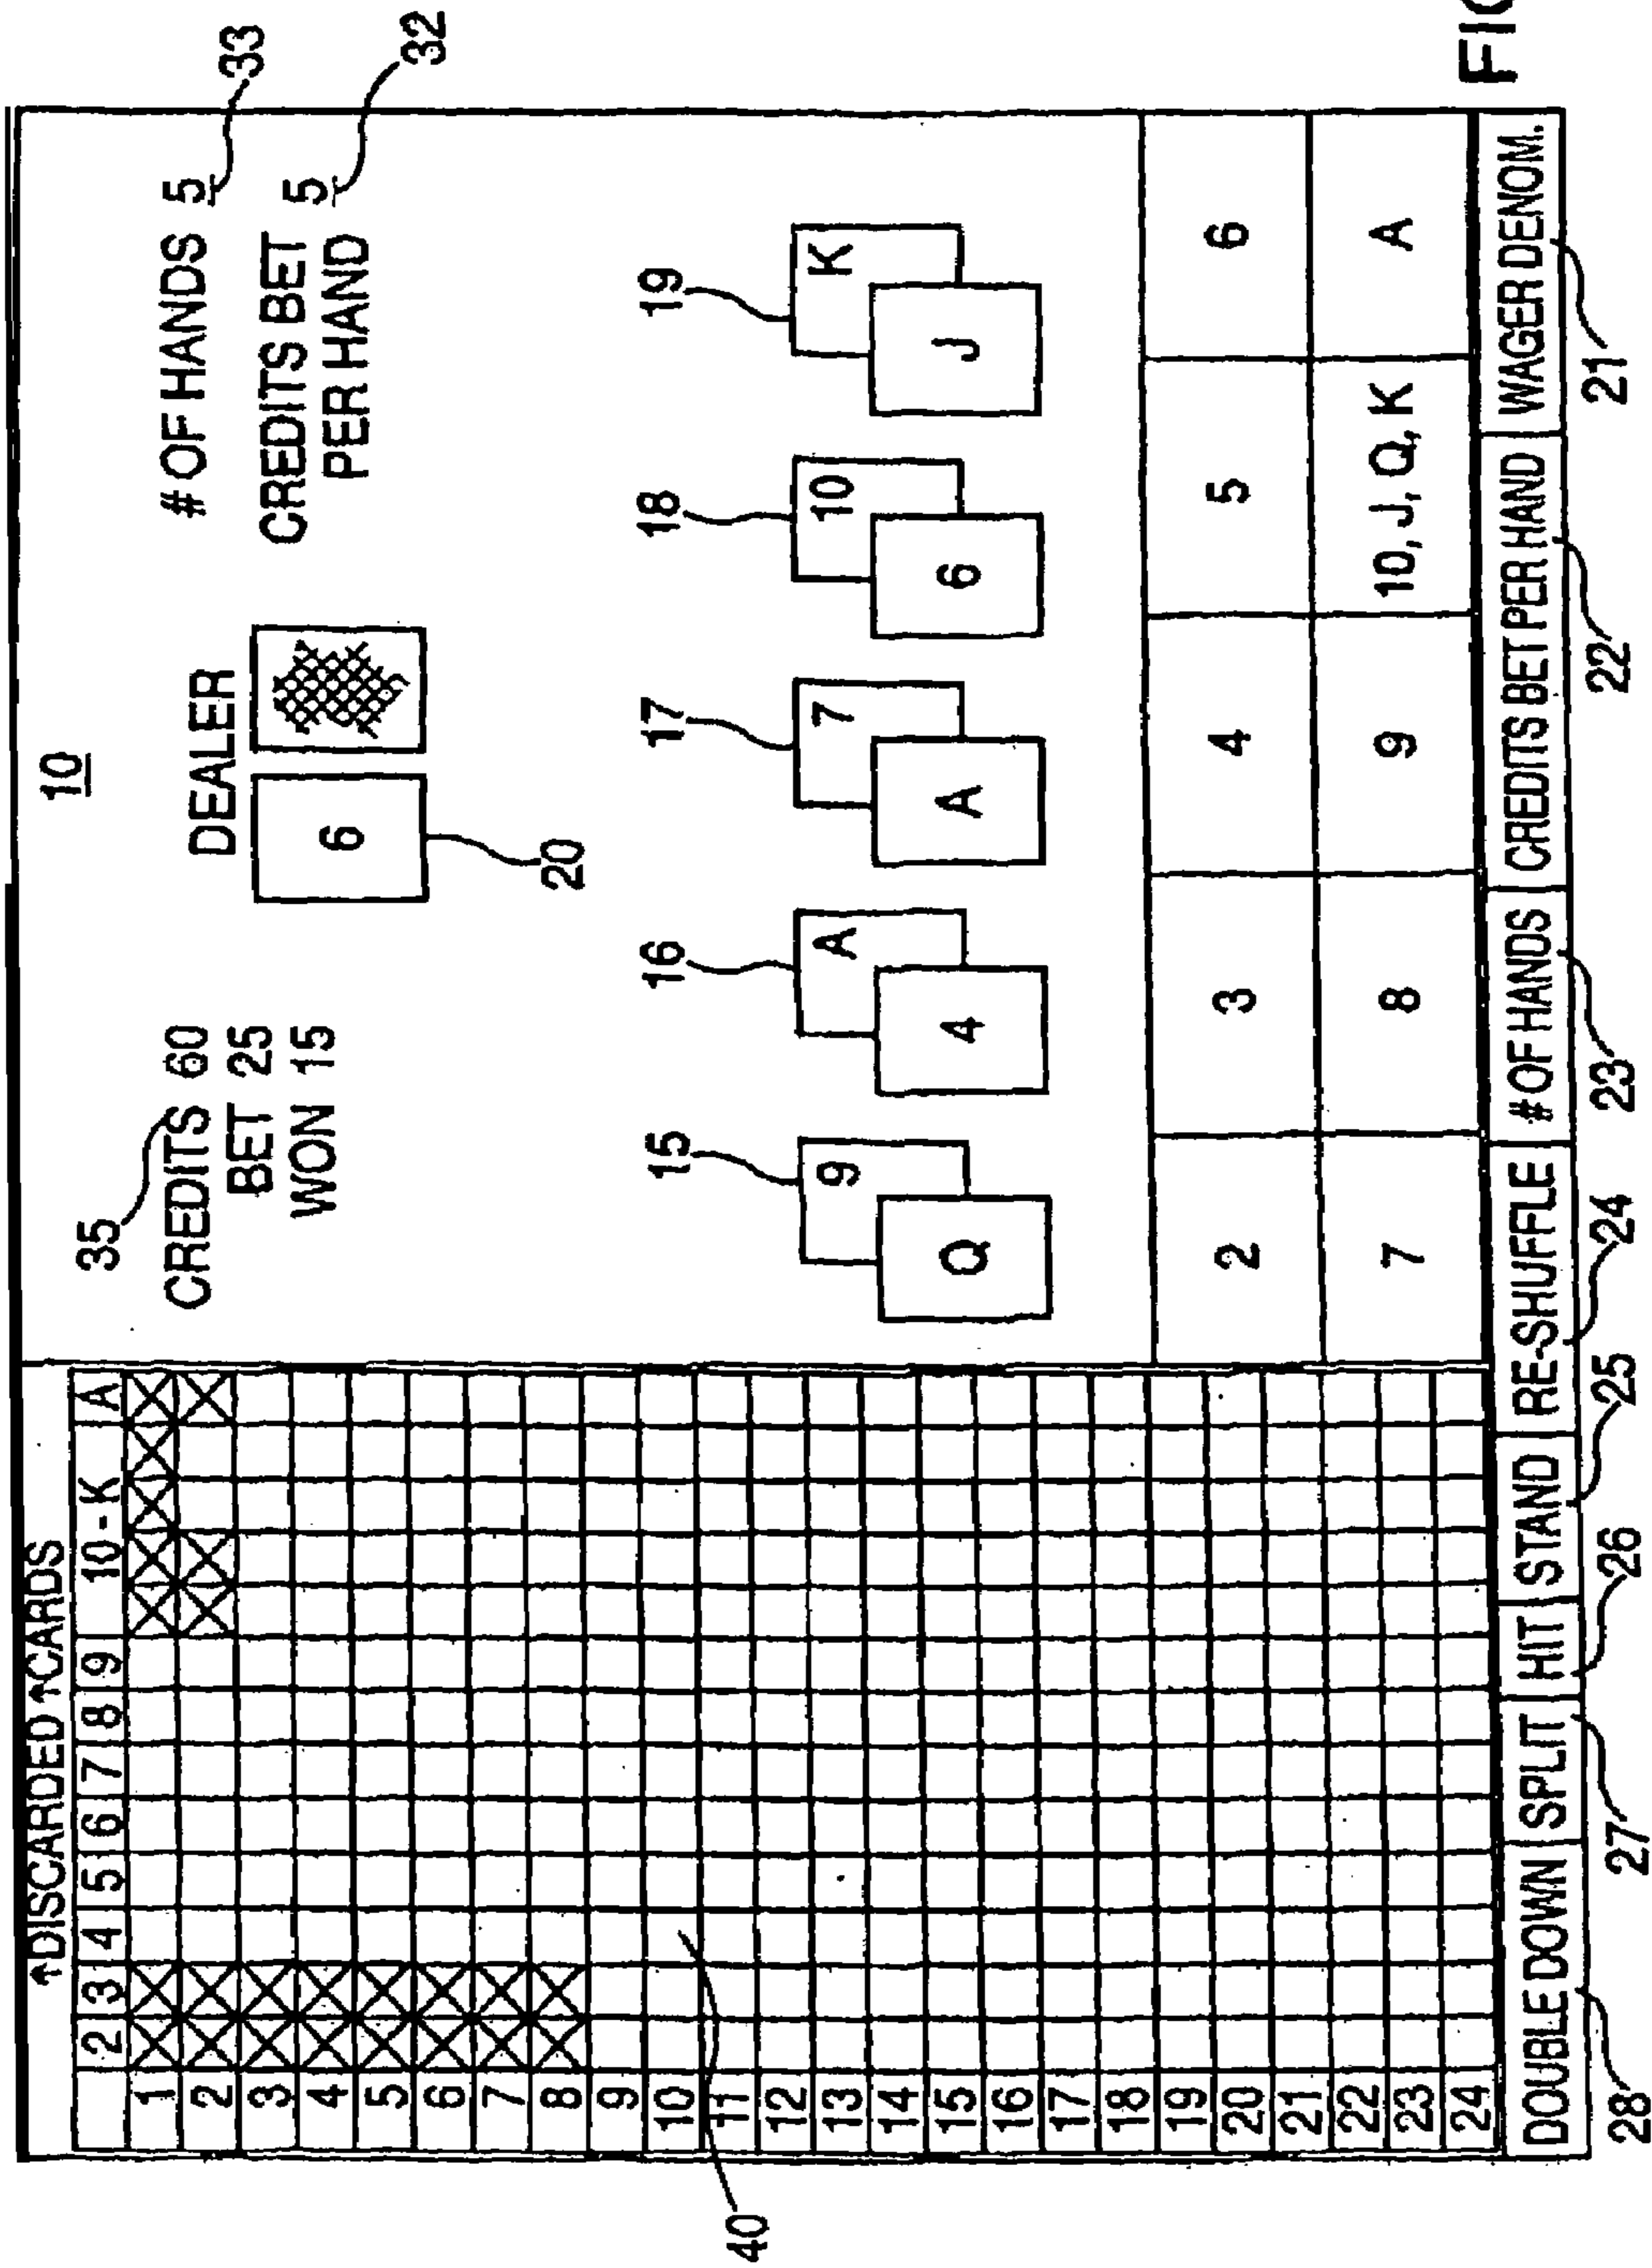 10
35
CREDITS 60
BET 25
WON 15
DEALER
6
20
# OF HANDS 5
33
CREDITS BET 5
PER HAND
32
15
9
Q
16
A
4
17
7
A
18
10
6
19
K
J
2 3 4 5 6
7 8 9 10, J, Q, K A
↑DISCARDED ↑CARDS
2 3 4 5 6 7 8 9 10 - K A
1
2
3
4
5
6
7
8
9
10
11
12
13
14
15
16
17
18
19
20
21
22
23
24
40
DOUBLE DOWN SPLIT HIT STAND RE-SHUFFLE # OF HANDS CREDITS BET PER HAND WAGER DENOM.
28 27 26 25 24 23 22 21